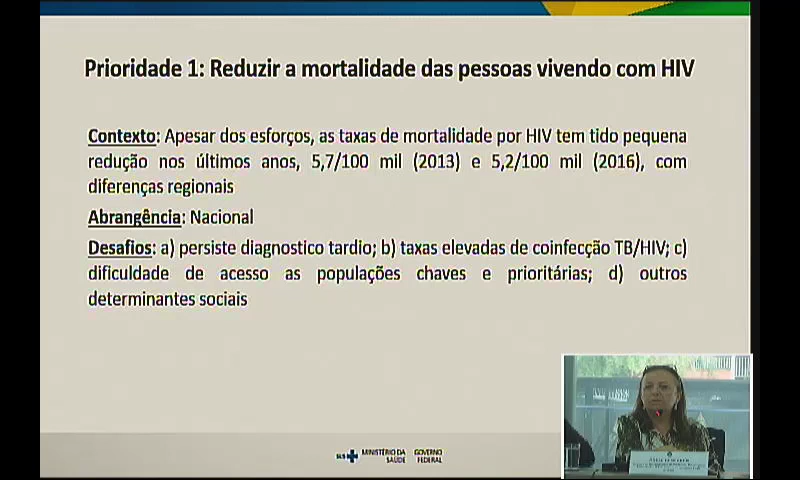 Prioridade 1: Reduzir a mortalidade das pessoas vivendo com HIV
Contexto: Apesar dos esforços, as taxas de mortalidade por HIV tem tido pequena
redução nos últimos anos, 5,7/100 mil (2013) e 5,2/100 mil (2016), com
diferenças regionais
Abrangência: Nacional
Desafios: a) persiste diagnostico tardio; b) taxas elevadas de coinfecção TB/HIV; c)
dificuldade de acesso as populações chaves e prioritárias; d) outros
determinantes sociais
SUS MINISTÉRIO DA SAÚDE GOVERNO FEDERAL